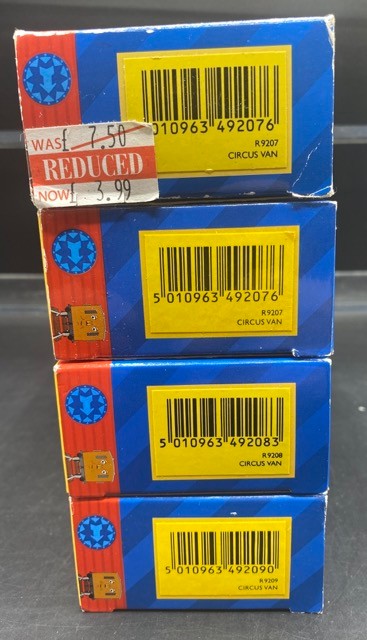 5 010963 492076
R9207
CIRCUS VAN
WAS £ 7.50
REDUCED
NOW £ 3.99
5 010963 492076
R9207
CIRCUS VAN
5 010963 492083
R9208
CIRCUS VAN
5 010963 492090
R9209
CIRCUS VAN